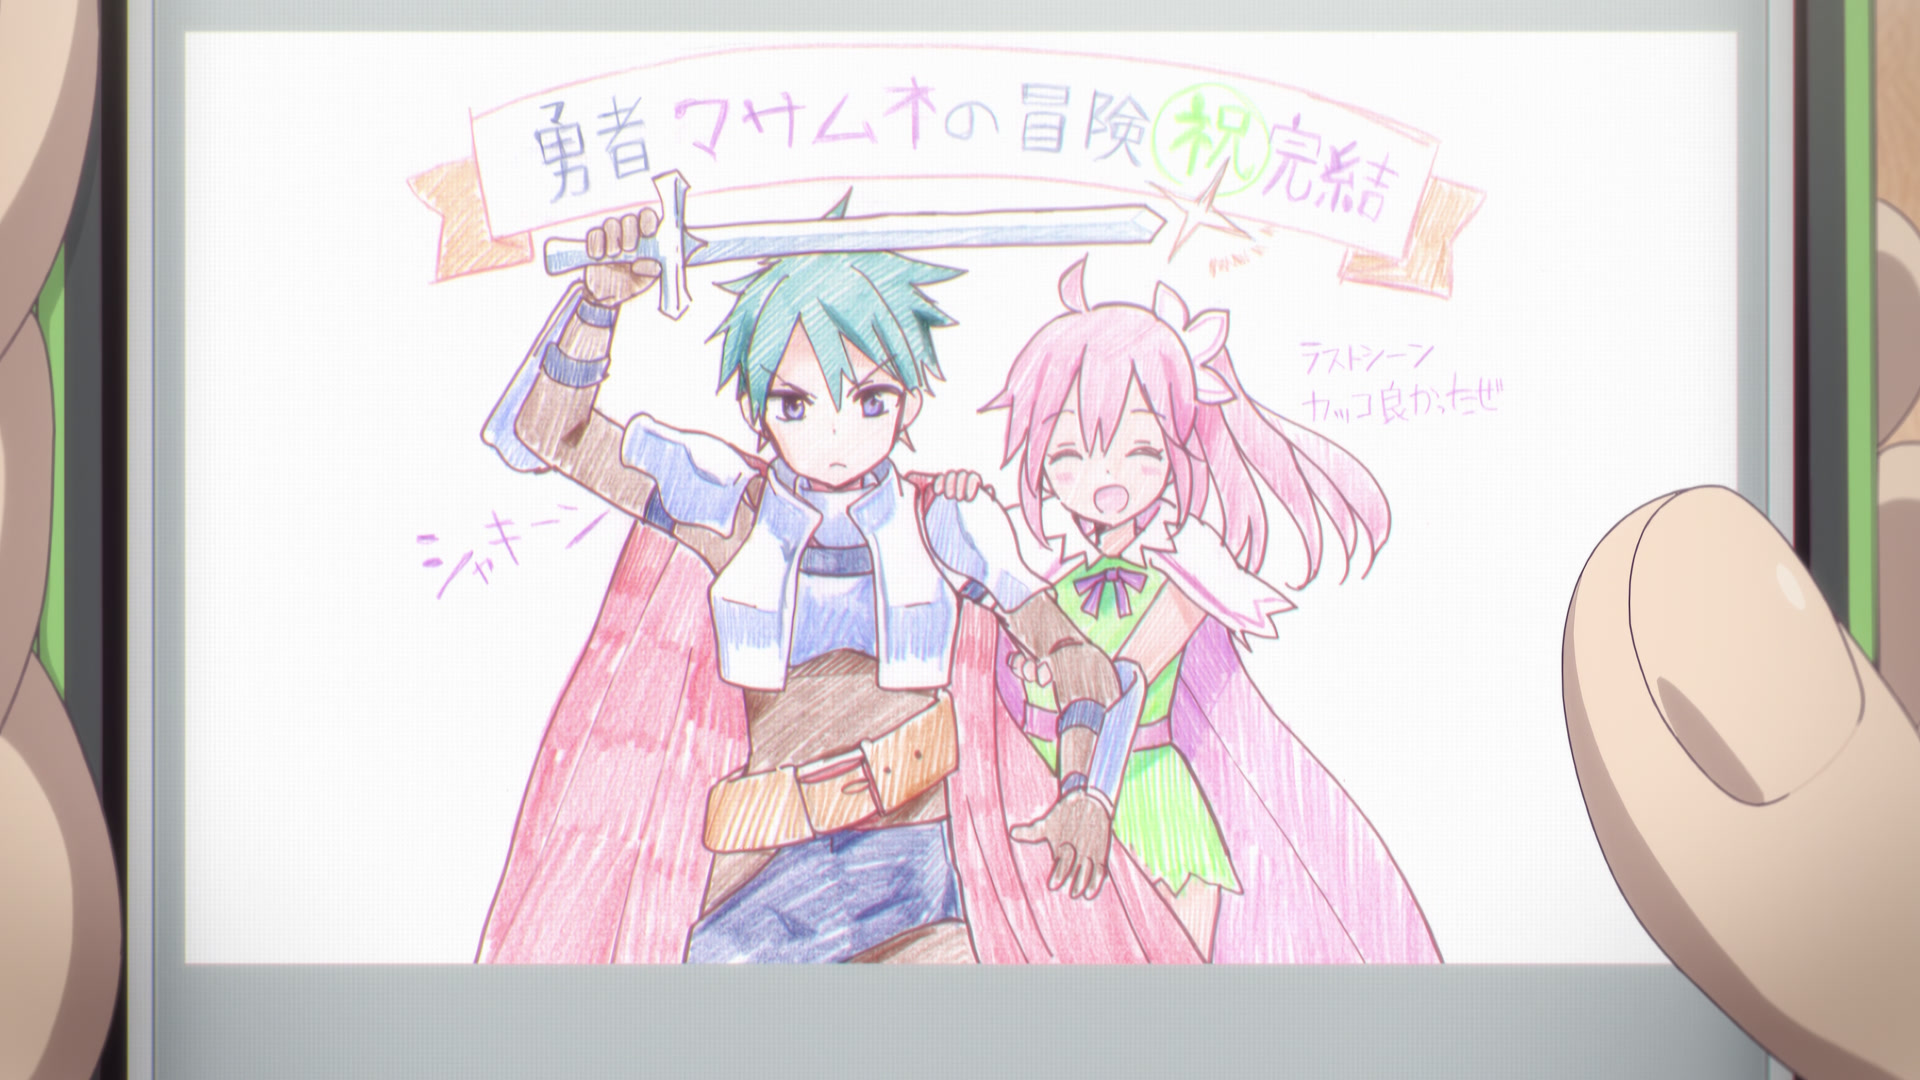 勇者マサムネの冒険 祝 完結
ラストシーン
カッコ良かったぜ
シャキーン